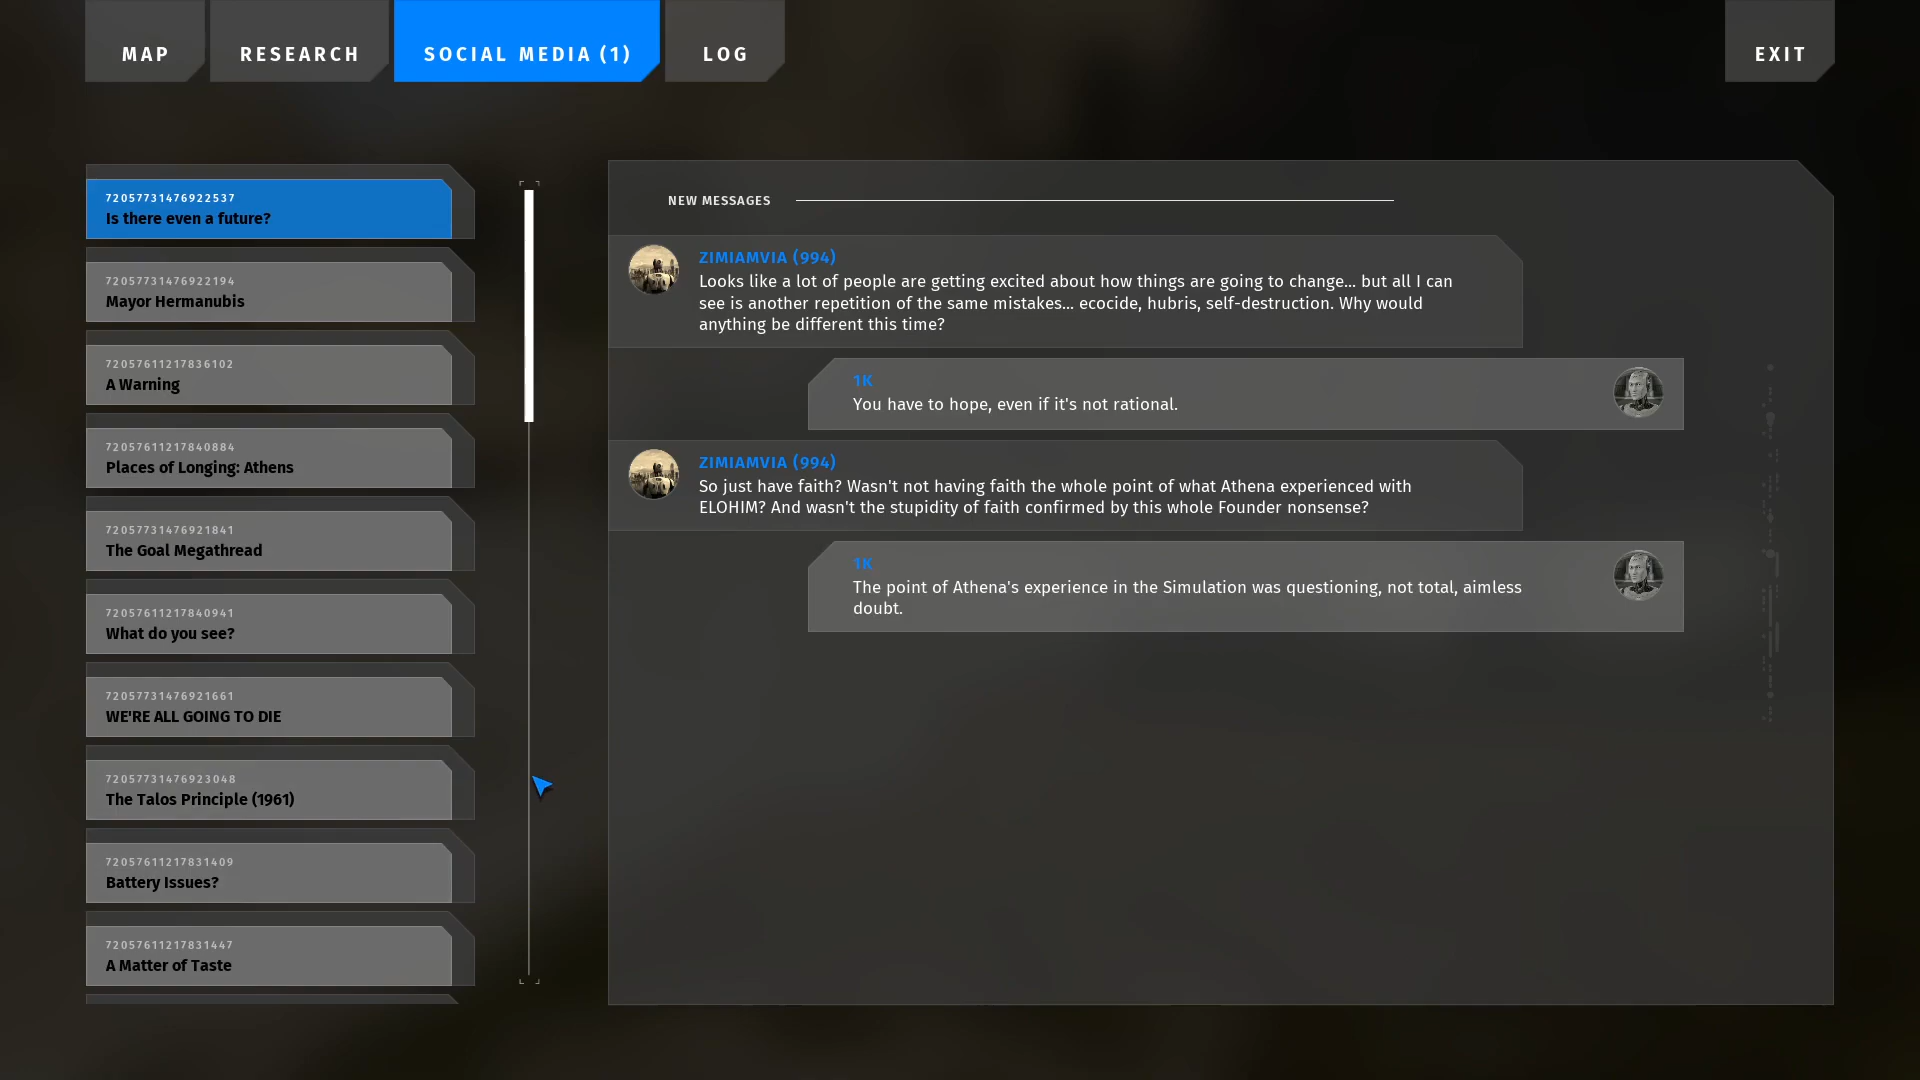 MAP
RESEARCH
SOCIAL MEDIA (1)
LOG
EXIT
72057731476922537
Is there even a future?
72057731476922194
Mayor Hermanubis
72057611217836102
A Warning
72057611217840884
Places of Longing: Athens
72057731476921841
The Goal Megathread
72057611217840941
What do you see?
72057731476921661
WE'RE ALL GOING TO DIE
72057731476923048
The Talos Principle (1961)
72057611217831409
Battery Issues?
72057611217831447
A Matter of Taste
NEW MESSAGES
ZIMIAMVIA (994)
Looks like a lot of people are getting excited about how things are going to change... but all I can
see is another repetition of the same mistakes... ecocide, hubris, self-destruction. Why would
anything be different this time?
1K
You have to hope, even if it's not rational.
ZIMIAMVIA (994)
So just have faith? Wasn't not having faith the whole point of what Athena experienced with
ELOHIM? And wasn't the stupidity of faith confirmed by this whole Founder nonsense?
1K
The point of Athena's experience in the Simulation was questioning, not total, aimless
doubt.